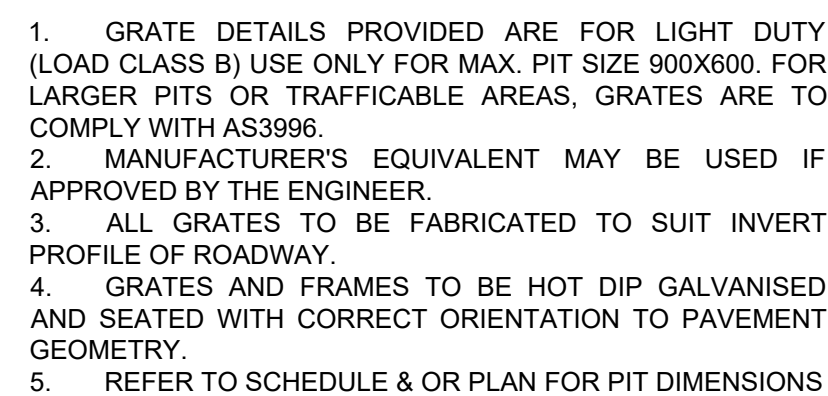 1. GRATE DETAILS PROVIDED ARE FOR LIGHT DUTY
(LOAD CLASS B) USE ONLY FOR MAX. PIT SIZE 900X600. FOR
LARGER PITS OR TRAFFICABLE AREAS, GRATES ARE TO
COMPLY WITH AS3996.
2. MANUFACTURER'S EQUIVALENT MAY BE USED IF
APPROVED BY THE ENGINEER.
3. ALL GRATES TO BE FABRICATED TO SUIT INVERT
PROFILE OF ROADWAY.
4. GRATES AND FRAMES TO BE HOT DIP GALVANISED
AND SEATED WITH CORRECT ORIENTATION TO PAVEMENT
GEOMETRY.
5. REFER TO SCHEDULE & OR PLAN FOR PIT DIMENSIONS